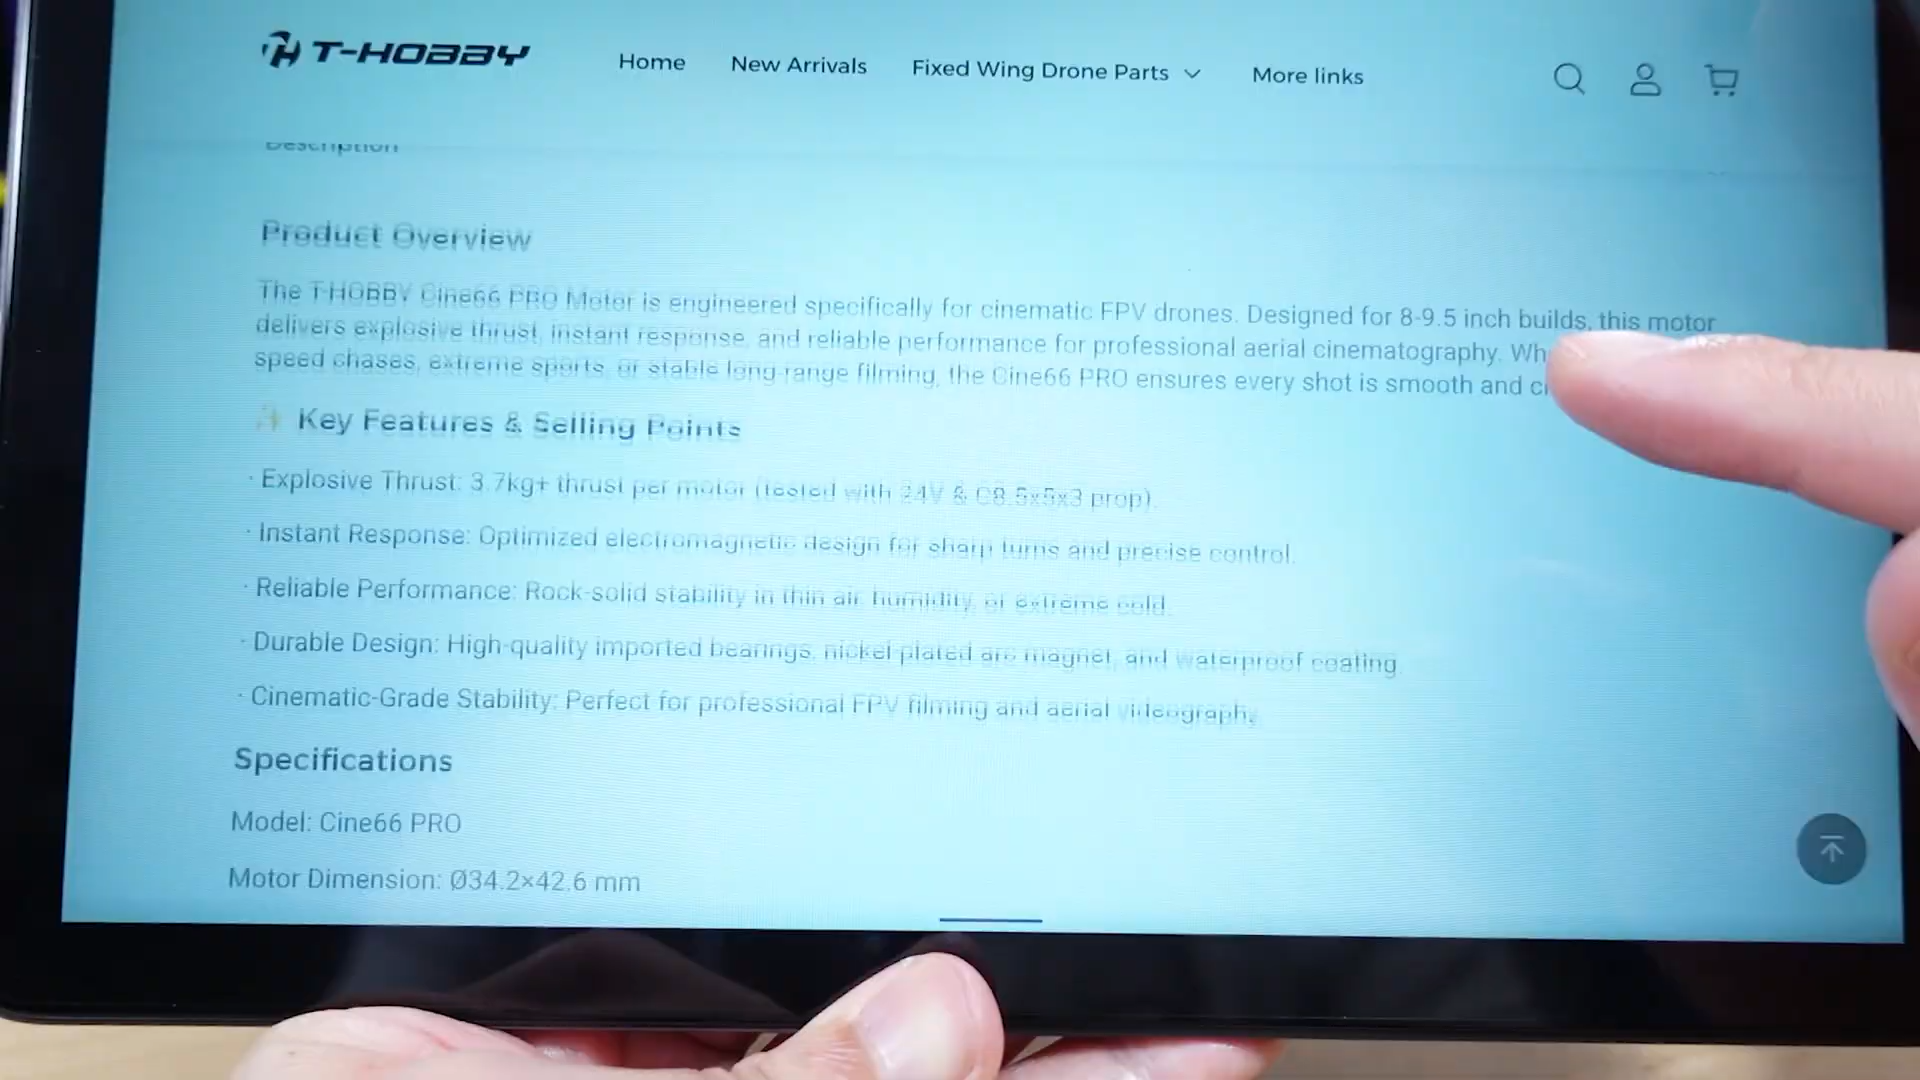 T-HOBBY
Home New Arrivals Fixed Wing Drone Parts More links
Description
Product Overview
The T-HOBBY Cine66 PRO Motor is engineered specifically for cinematic FPV drones. Designed for 8-9.5 inch builds, this motor
delivers explosive thrust, instant response, and reliable performance for professional aerial cinematography.
speed chases, extreme sports, or stable long-range filming, the Cine66 PRO ensures every shot is smooth and
✨ Key Features & Selling Points
· Explosive Thrust: 3.7kg+ thrust per motor (tested with 24V & C8.5x5x3 prop).
· Instant Response: Optimized electromagnetic design for sharp turns and precise control.
· Reliable Performance: Rock-solid stability in thin air, humidity, or extreme cold.
· Durable Design: High-quality imported bearings, nickel-plated arc magnet, and waterproof coating.
· Cinematic-Grade Stability: Perfect for professional FPV filming and aerial videography.
Specifications
Model: Cine66 PRO
Motor Dimension: Ø34.2×42.6 mm